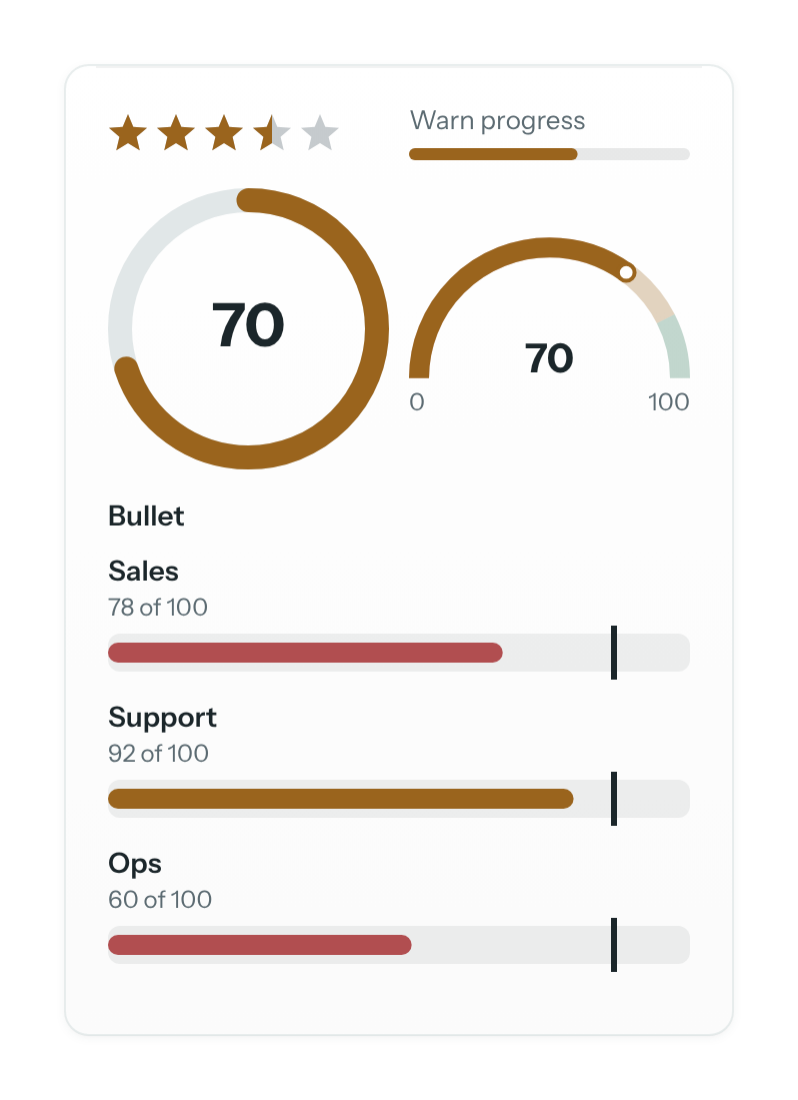 Warn progress
70
70
0 100
Bullet
Sales
78 of 100
Support
92 of 100
Ops
60 of 100